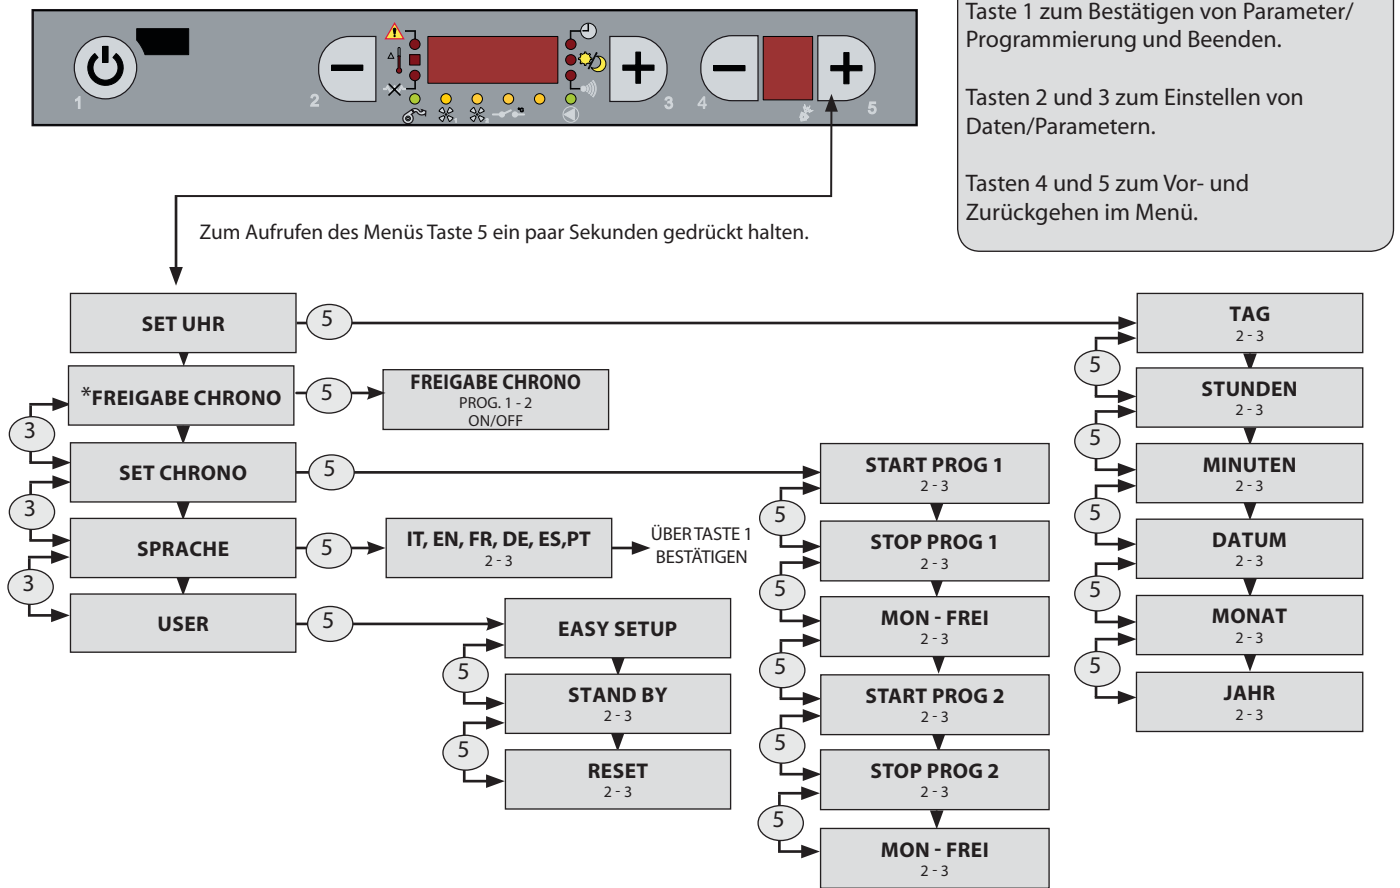 Taste 1 zum Bestätigen von Parameter/
Programmierung und Beenden.
Tasten 2 und 3 zum Einstellen von
Daten/Parametern.
Tasten 4 und 5 zum Vor- und
Zurückgehen im Menü.
1
2
3
4
5
Zum Aufrufen des Menüs Taste 5 ein paar Sekunden gedrückt halten.
SET UHR
5
*FREIGABE CHRONO
5
FREIGABE CHRONO
PROG. 1 - 2
ON/OFF
3
SET CHRONO
5
3
SPRACHE
5
IT, EN, FR, DE, ES,PT
2 - 3
ÜBER TASTE 1
BESTÄTIGEN
3
USER
5
EASY SETUP
5
STAND BY
2 - 3
5
RESET
2 - 3
START PROG 1
2 - 3
5
STOP PROG 1
2 - 3
5
MON - FREI
2 - 3
5
START PROG 2
2 - 3
5
STOP PROG 2
2 - 3
5
MON - FREI
2 - 3
TAG
2 - 3
5
STUNDEN
2 - 3
5
MINUTEN
2 - 3
5
DATUM
2 - 3
5
MONAT
2 - 3
5
JAHR
2 - 3